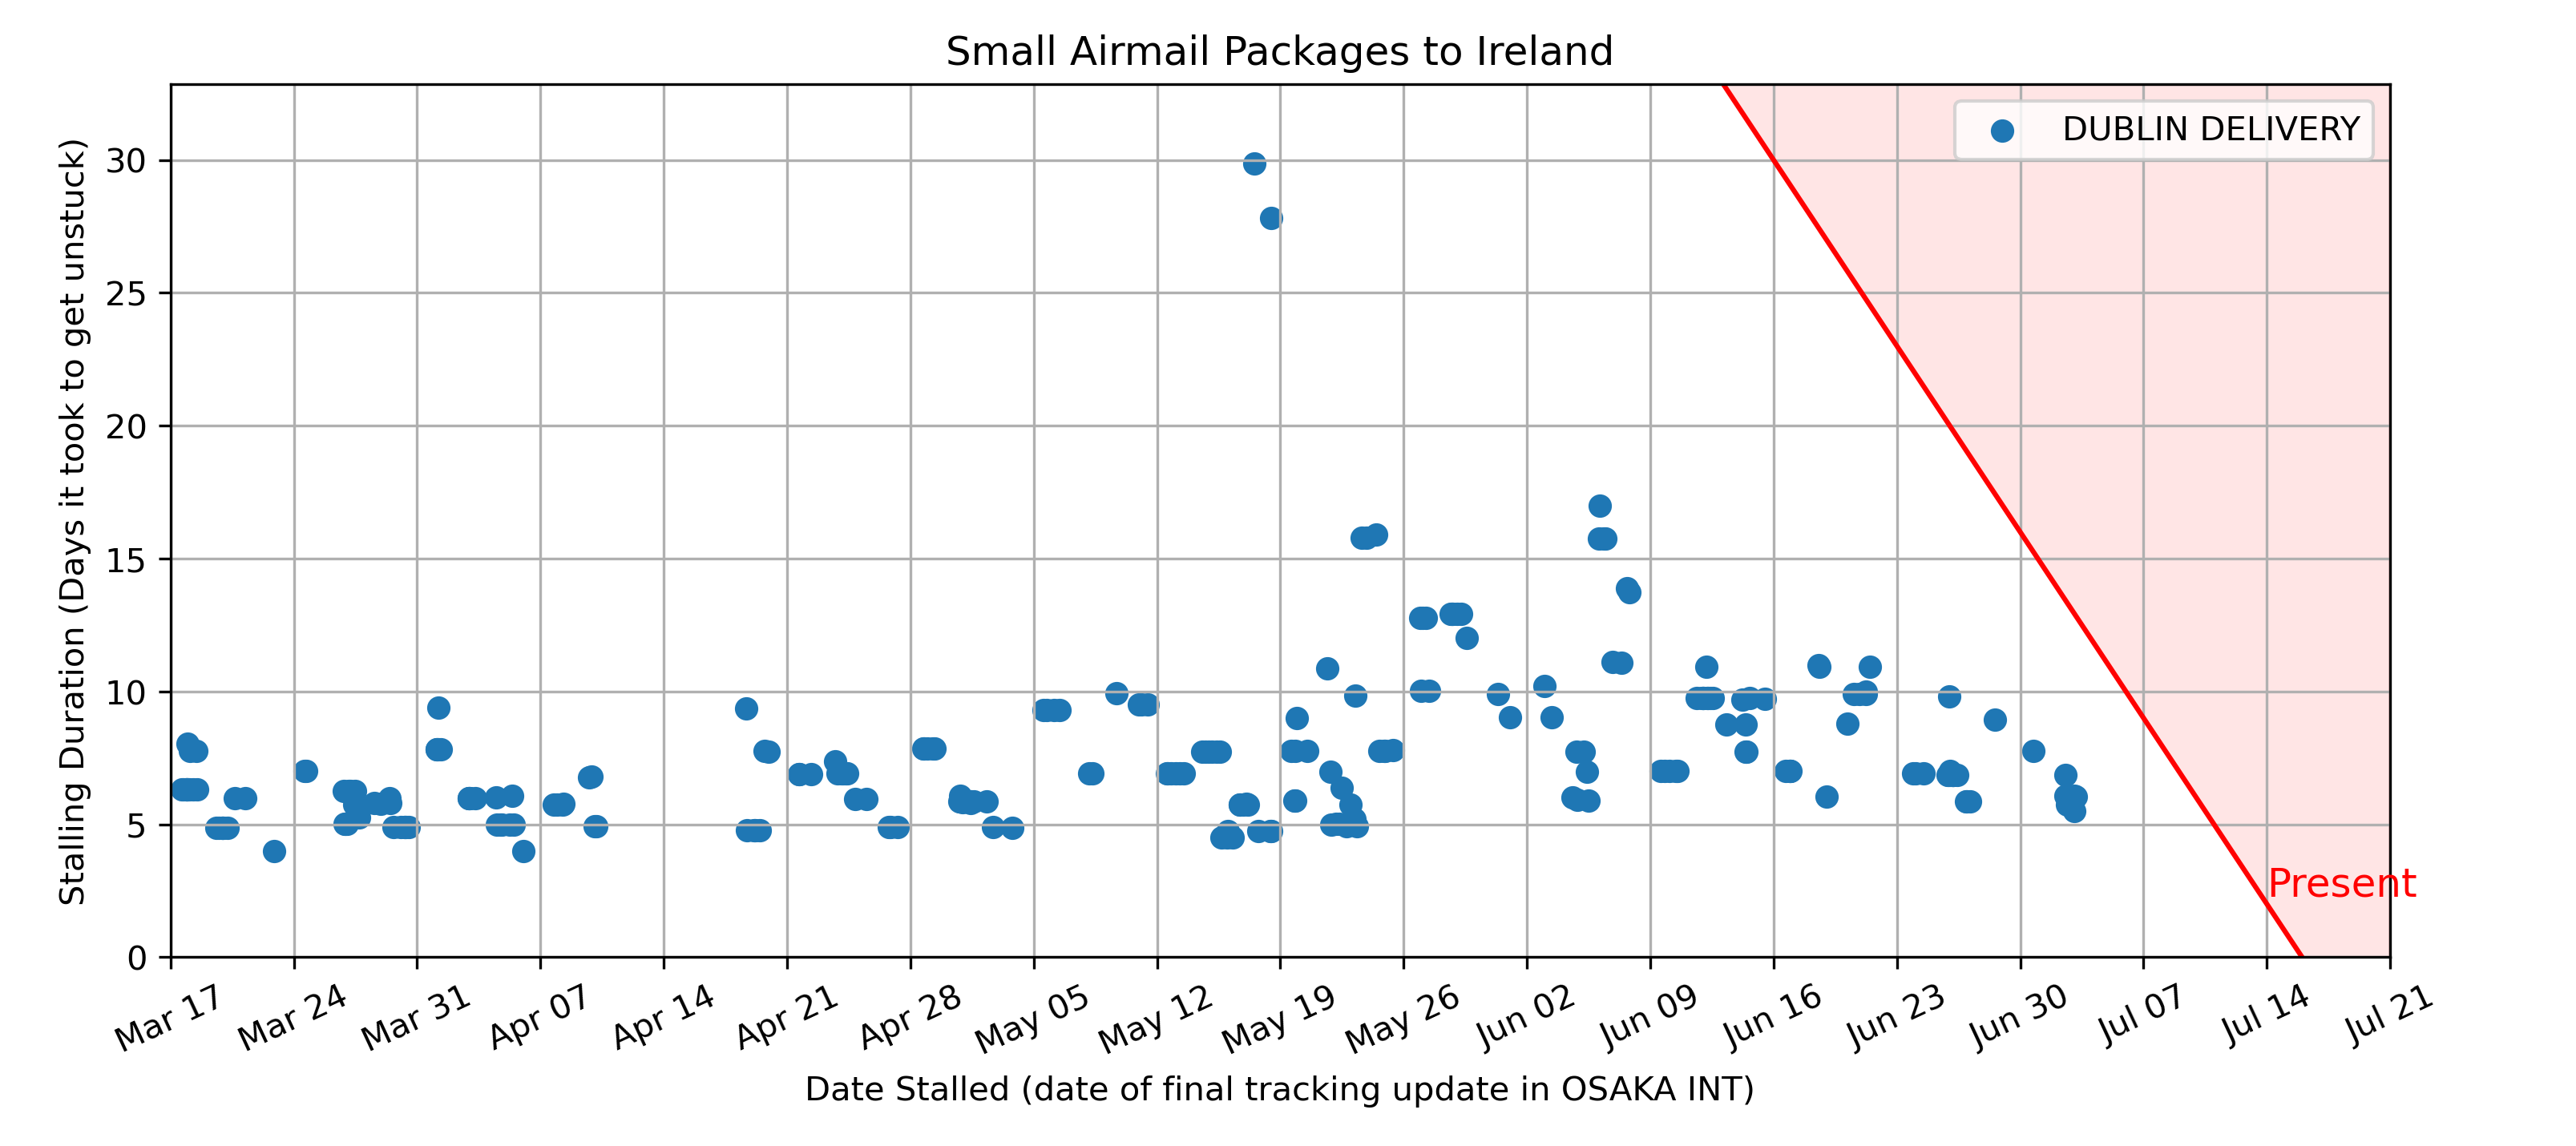 Small Airmail Packages to Ireland
DUBLIN DELIVERY
Stalling Duration (Days it took to get unstuck)
30
25
20
15
10
5
0
Present
Mar 17
Mar 24
Mar 31
Apr 07
Apr 14
Apr 21
Apr 28
May 05
May 12
May 19
May 26
Jun 02
Jun 09
Jun 16
Jun 23
Jun 30
Jul 07
Jul 14
Jul 21
Date Stalled (date of final tracking update in OSAKA INT)